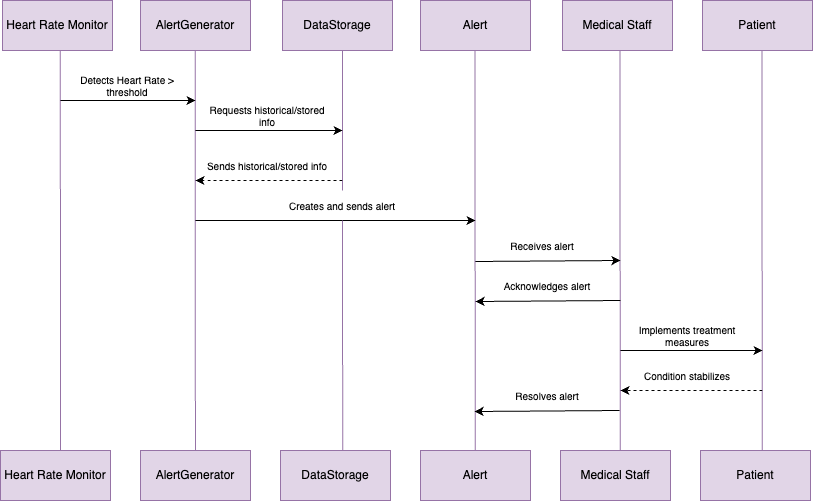 Heart Rate Monitor
AlertGenerator
DataStorage
Alert
Medical Staff
Patient
Detects Heart Rate >
threshold
Requests historical/stored
info
Sends historical/stored info
Creates and sends alert
Receives alert
Acknowledges alert
Implements treatment
measures
Condition stabilizes
Resolves alert
Heart Rate Monitor
AlertGenerator
DataStorage
Alert
Medical Staff
Patient